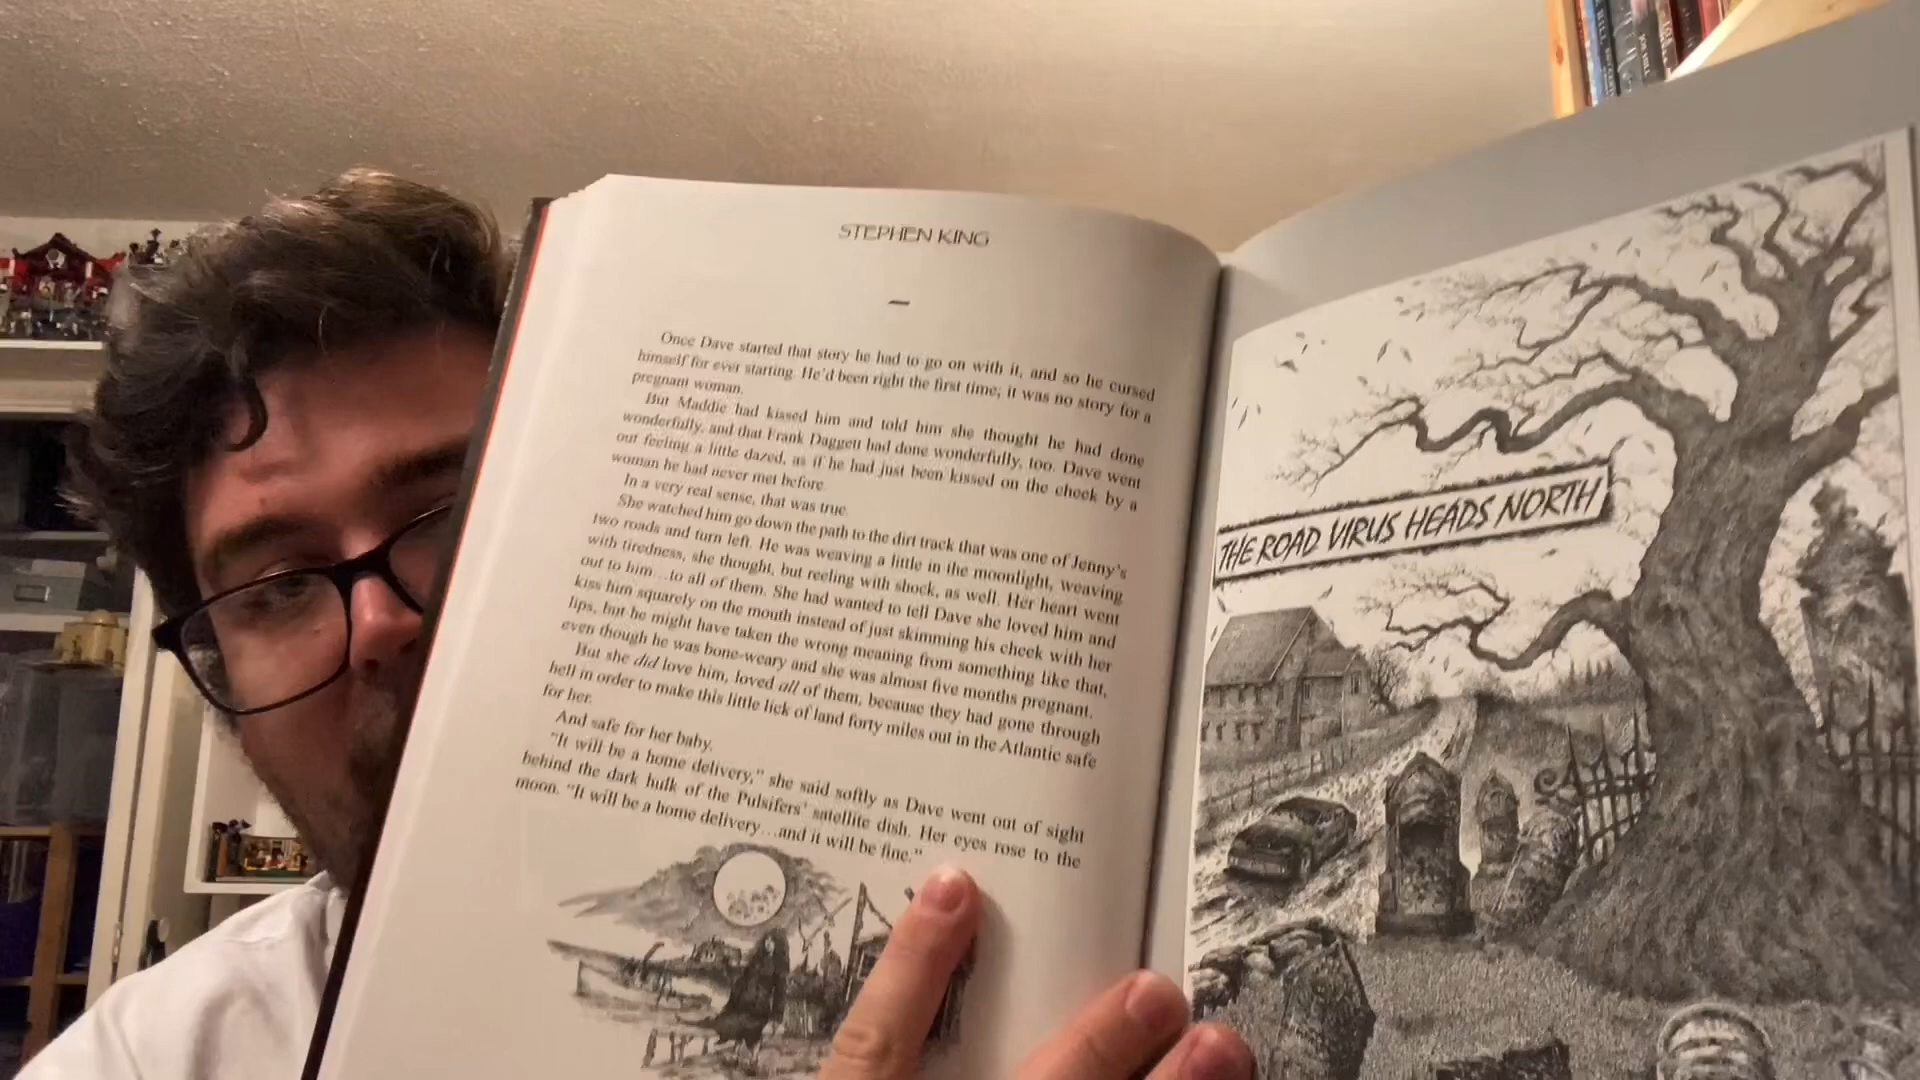 STEPHEN KING
Once Dave started that story he had to go on with it, and so he cursed
himself for ever starting. He'd been right the first time; it was no story for a
pregnant woman.
But Maddie had kissed him and told him she thought he had done
wonderfully, and that Frank Daggett had done wonderfully, too. Dave went
out feeling a little dazed, as if he had just been kissed on the cheek by a
woman he had never met before.
In a very real sense, that was true.
She watched him go down the path to the dirt track that was one of Jenny's
two roads and turn left. He was weaving a little in the moonlight, weaving
with tiredness, she thought, but reeling with shock, as well. Her heart went
out to him...to all of them. She had wanted to tell Dave she loved him and
kiss him squarely on the mouth instead of just skimming his cheek with her
lips, but he might have taken the wrong meaning from something like that,
even though he was bone-weary and she was almost five months pregnant.
But she did love him, loved all of them, because they had gone through
hell in order to make this little lick of land forty miles out in the Atlantic safe
for her.
And safe for her baby.
"It will be a home delivery," she said softly as Dave went out of sight
behind the dark hulk of the Pulsifers' satellite dish. Her eyes rose to the
moon. "It will be a home delivery...and it will be fine."
THE ROAD VIRUS HEADS NORTH
JOE HILL